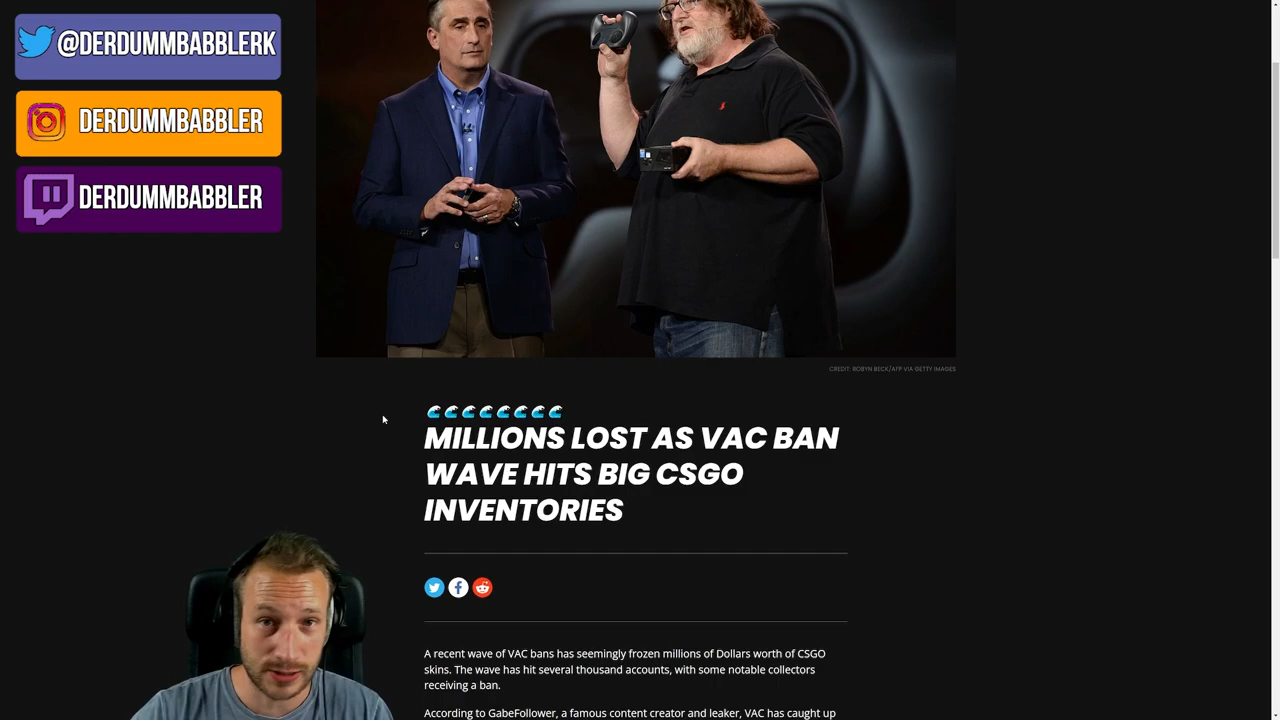 @DERDUMMBABBLERK
DERDUMMBABBLER
DERDUMMBABBLER
CREDIT: ROBYN BECK/AFP VIA GETTY IMAGES
🌊🌊🌊🌊🌊🌊🌊🌊
MILLIONS LOST AS VAC BAN
WAVE HITS BIG CSGO
INVENTORIES
A recent wave of VAC bans has seemingly frozen millions of Dollars worth of CSGO
skins. The wave has hit several thousand accounts, with some notable collectors
receiving a ban.
According to GabeFollower, a famous content creator and leaker, VAC has caught up